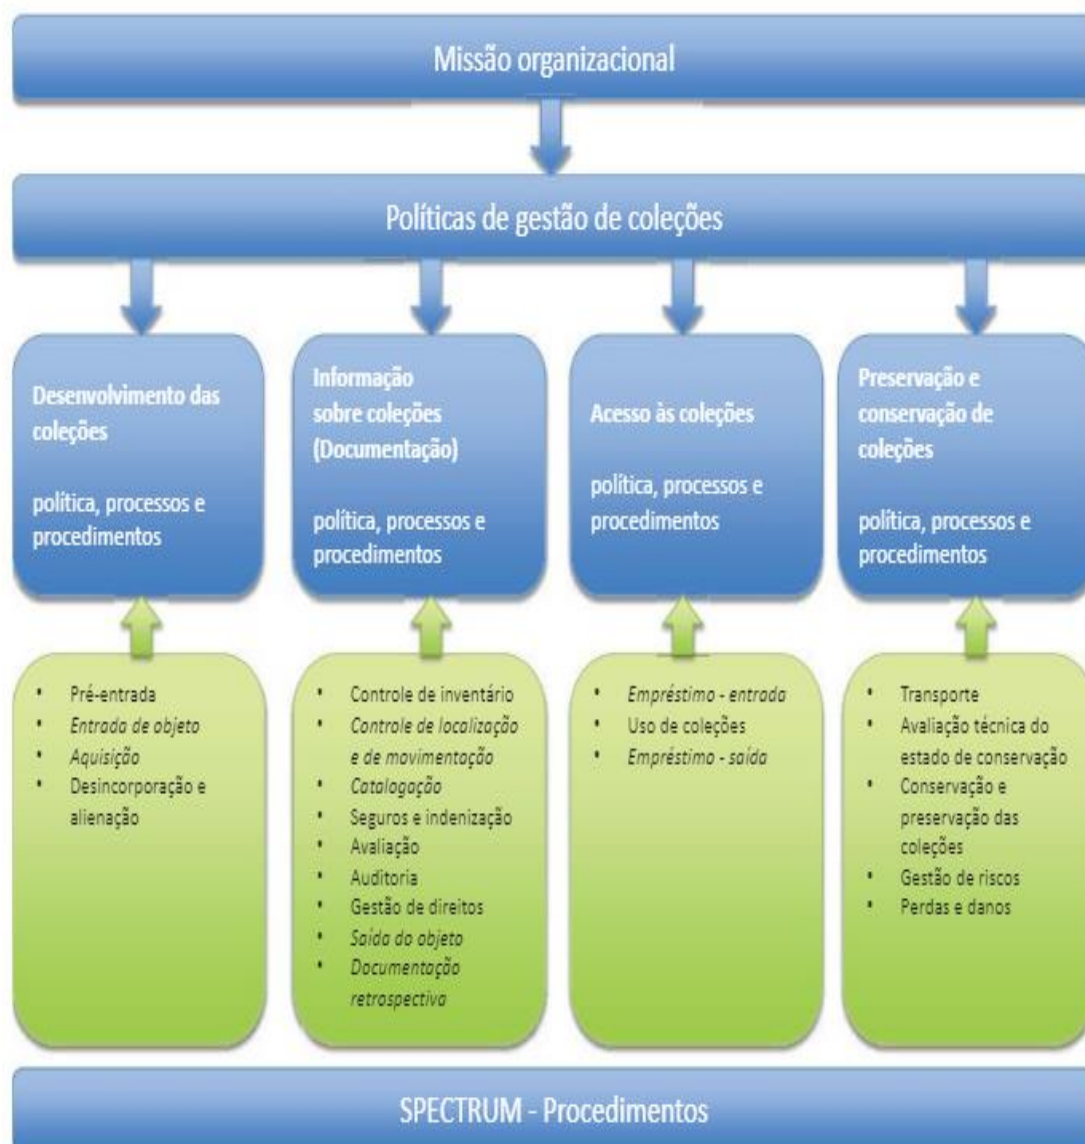 Missão organizacional
Políticas de gestão de coleções
Desenvolvimento das
coleções
política, processos e
procedimentos
Informação
sobre coleções
(Documentação)
política, processos e
procedimentos
Acesso às coleções
política, processos e
procedimentos
Preservação e
conservação de
coleções
política, processos e
procedimentos
• Pré-entrada
• Entrada de objeto
• Aquisição
• Desincorporação e
alienação
• Controle de inventário
• Controle de localização
e de movimentação
• Catalogação
• Seguros e indenização
• Avaliação
• Auditoria
• Gestão de direitos
• Saída do objeto
• Documentação
retrospectiva
• Empréstimo - entrada
• Uso de coleções
• Empréstimo - saída
• Transporte
• Avaliação técnica do
estado de conservação
• Conservação e
preservação das
coleções
• Gestão de riscos
• Perdas e danos
SPECTRUM - Procedimentos